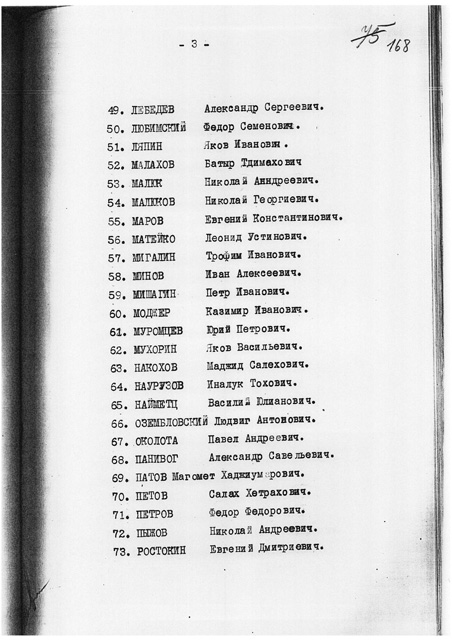 - 3 -
75
168
49. ЛЕБЕДЕВ Александр Сергеевич.
50. ЛЮБИМСКИЙ Федор Семенович.
51. ЛЯПИН Яков Иванович.
52. МАЛАХОВ Батыр Тдимахович
53. МАЛЕК Николай Анндреевич.
54. МАЛЕКОВ Николай Георгиевич.
55. МАРОВ Евгений Константинович.
56. МАТЕЙКО Леонид Устинович.
57. МИГАЛИН Трофим Иванович.
58. МИНОВ Иван Алексеевич.
59. МИШАГИН Петр Иванович.
60. МОДЖЕР Казимир Иванович.
61. МУРОМЦЕВ Юрий Петрович.
62. МУХОРИН Яков Васильевич.
63. НАКОХОВ Маджид Салехович.
64. НАУРУЗОВ Иналук Тохович.
65. НАЙМЕТЦ Василий Юлианович.
66. ОЗЕМБЛОВСКИЙ Людвиг Антонович.
67. ОКОЛОТА Павел Андреевич.
68. ПАНИВОГ Александр Савельевич.
69. ПАТОВ Магомет Хаджиумарович.
70. ПЕТОВ Салах Хетрахович.
71. ПЕТРОВ Федор Федорович.
72. ПЫЖОВ Николай Андреевич.
73. РОСТОКИН Евгений Дмитриевич.